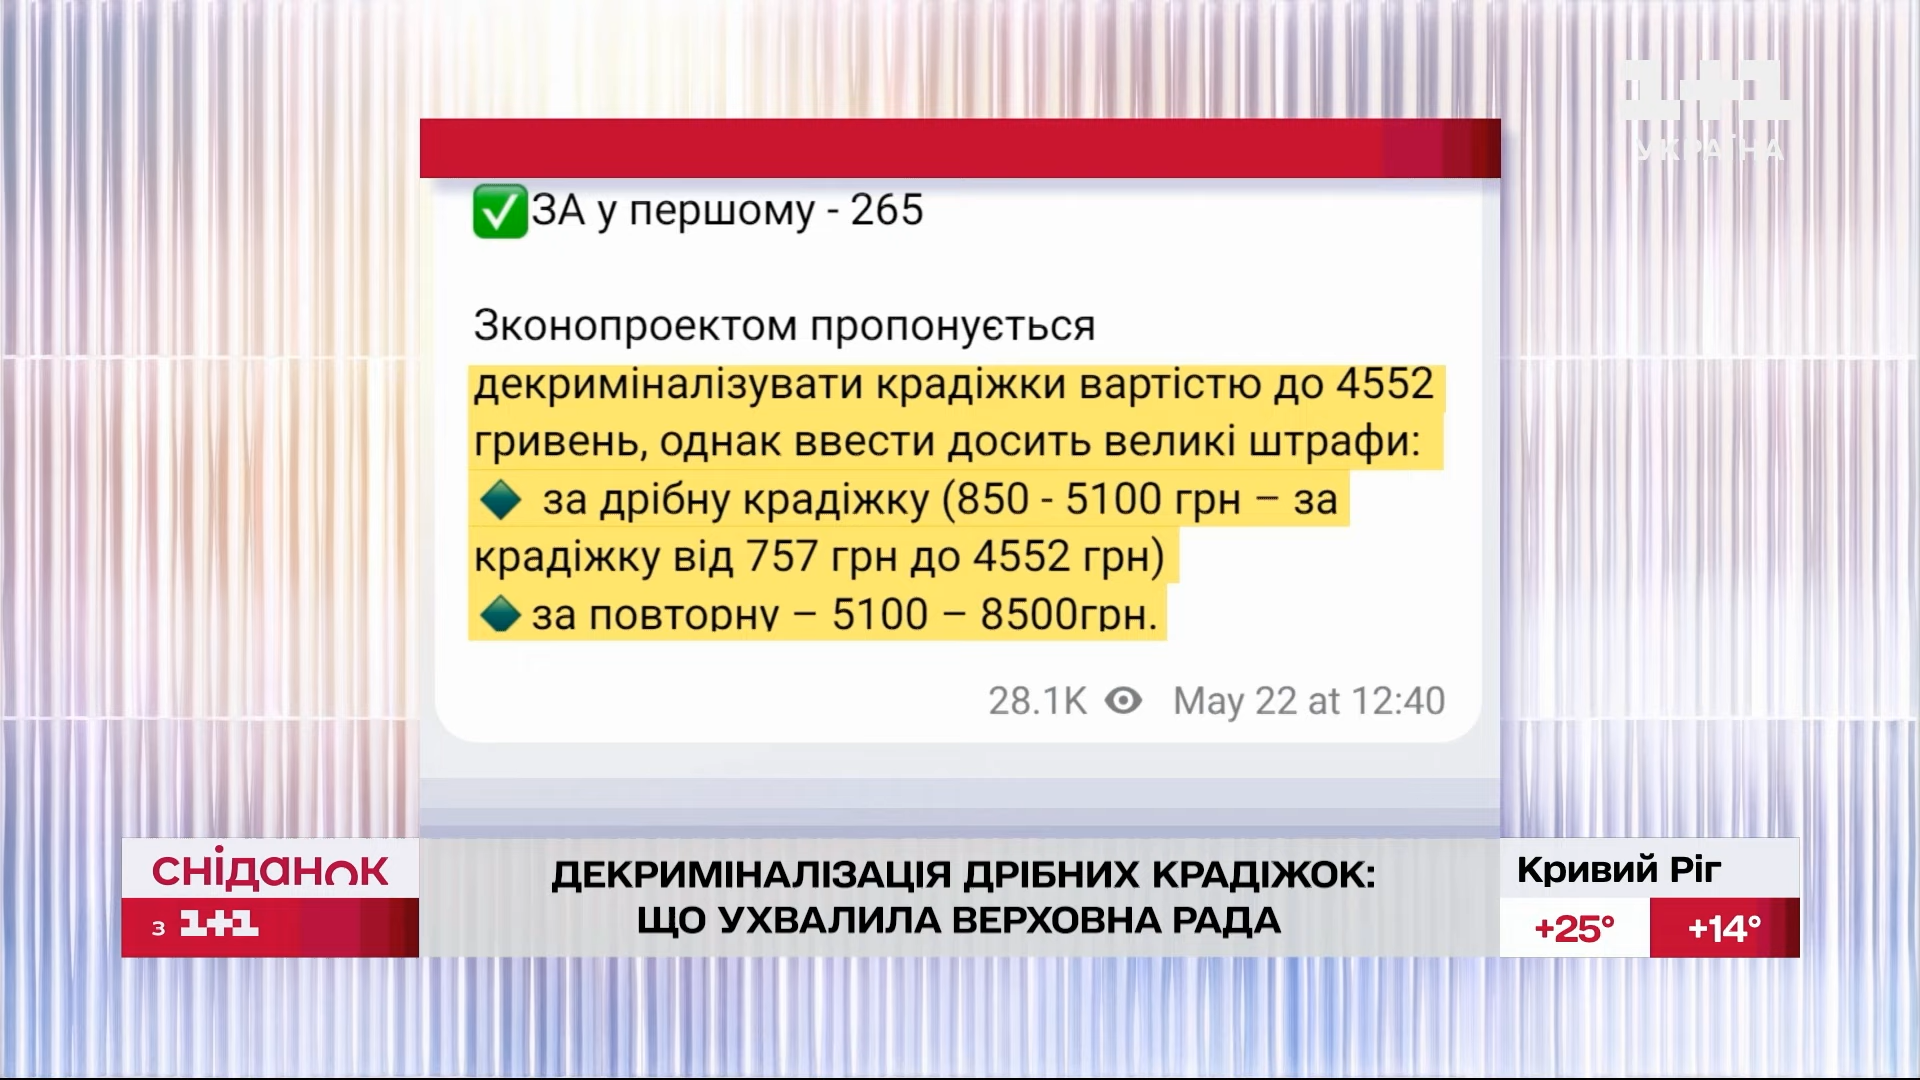 1+1
УКРАЇНА
✅ЗА у першому - 265
Зконопроектом пропонується
декриміналізувати крадіжки вартістю до 4552
гривень, однак ввести досить великі штрафи:
за дрібну крадіжку (850 - 5100 грн – за
крадіжку від 757 грн до 4552 грн)
за повторну – 5100 – 8500грн.
28.1K May 22 at 12:40
СНІДАНОК
з 1+1
ДЕКРИМІНАЛІЗАЦІЯ ДРІБНИХ КРАДІЖОК:
ЩО УХВАЛИЛА ВЕРХОВНА РАДА
Кривий Ріг
+25° +14°